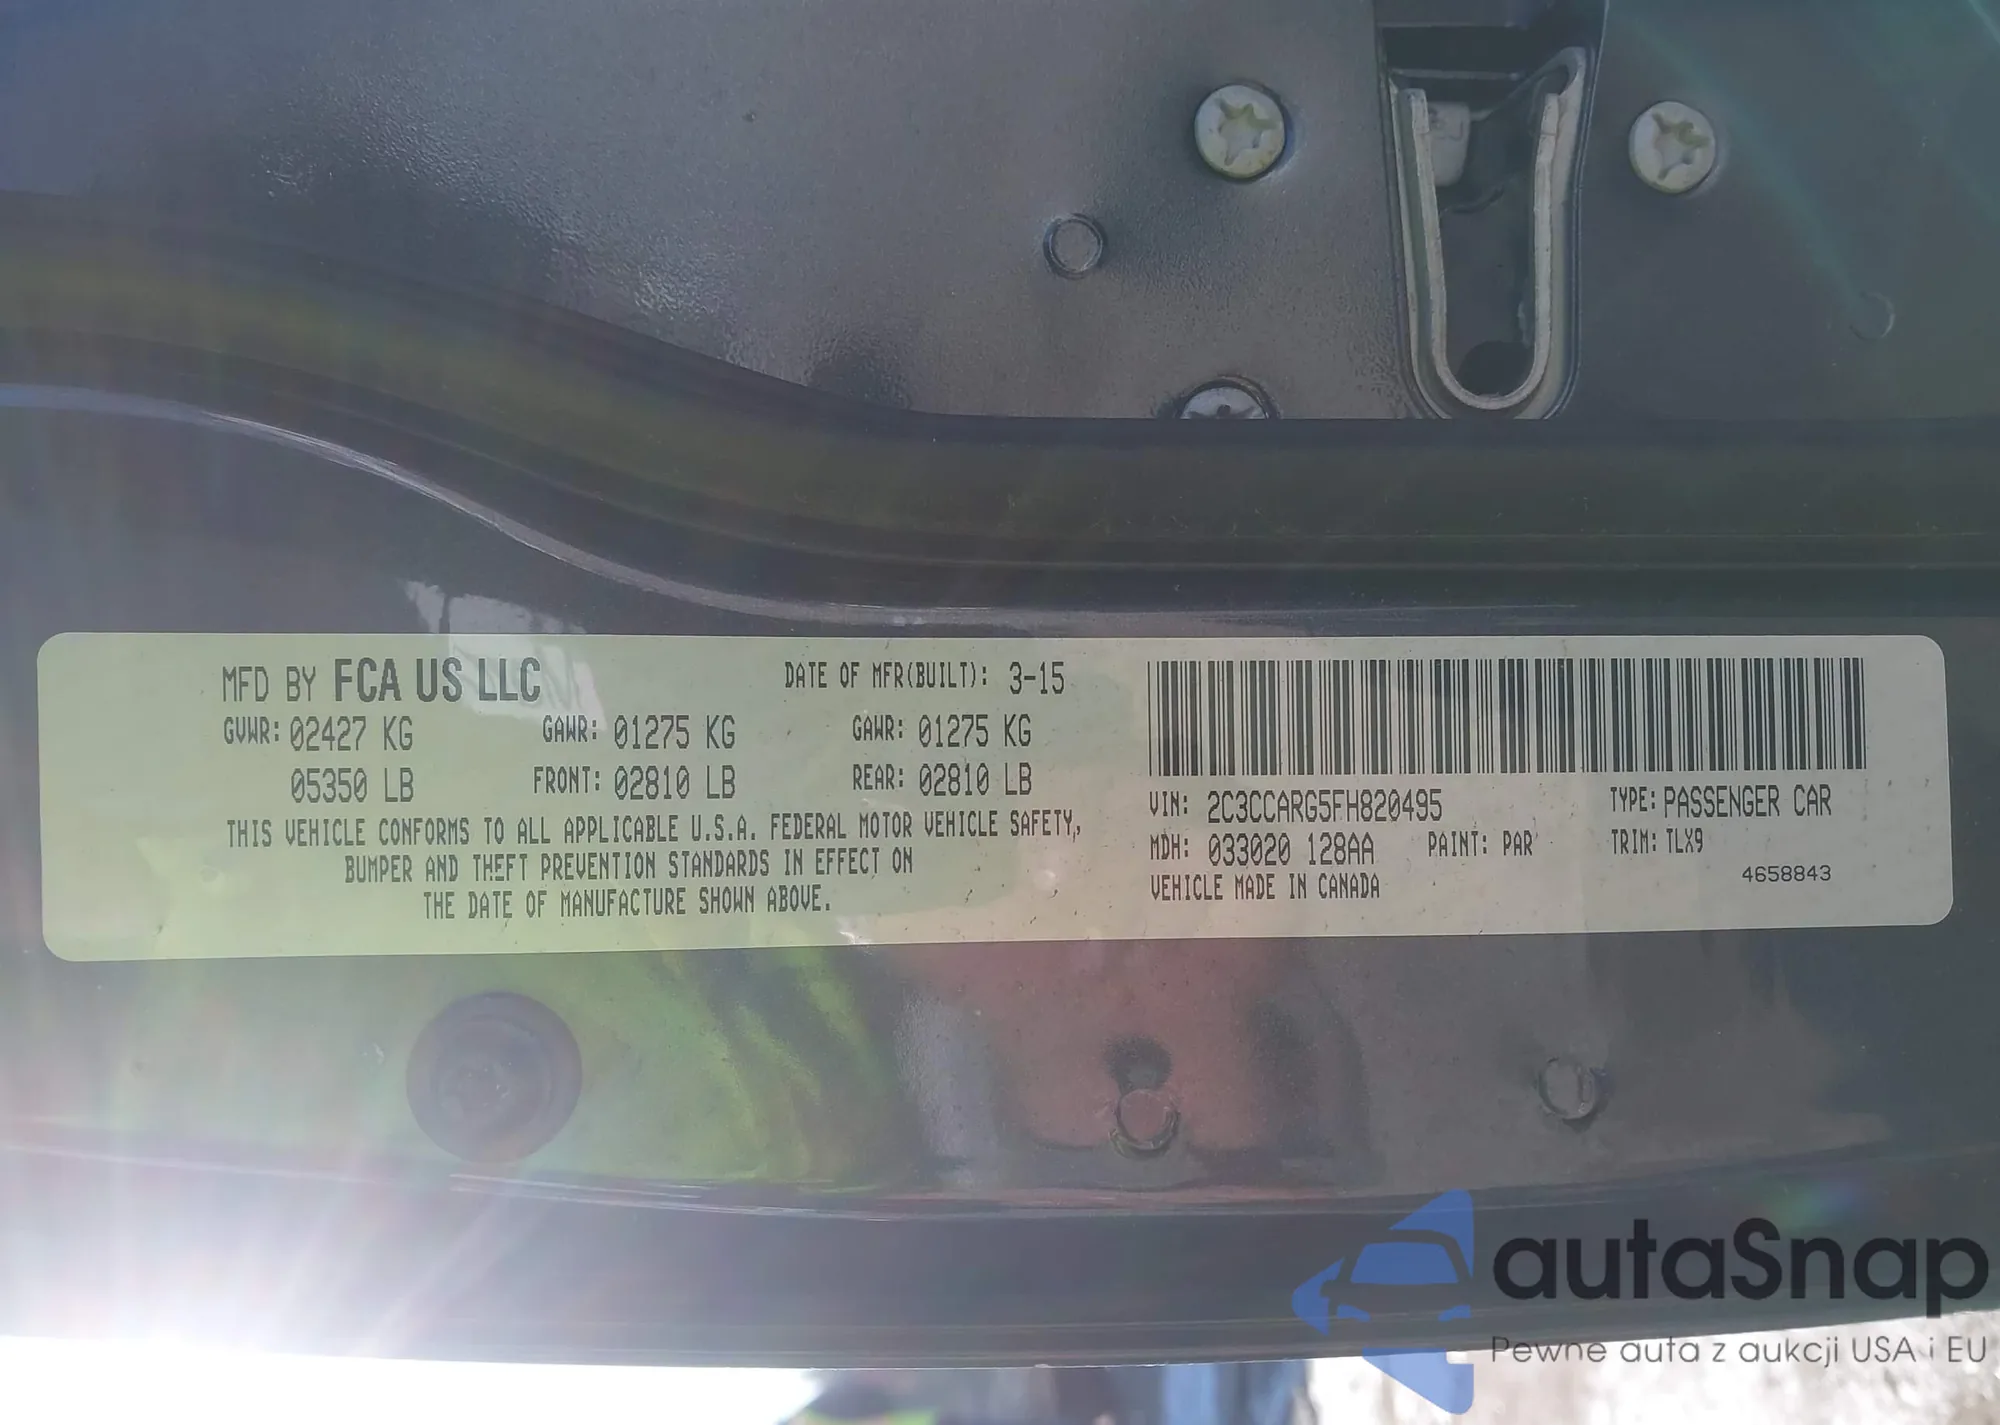 MFD BY FCA US LLC DATE OF MFR(BUILT): 3-15
GVWR: 02427 KG GAWR: 01275 KG GAWR: 01275 KG
05350 LB FRONT: 02810 LB REAR: 02810 LB
THIS VEHICLE CONFORMS TO ALL APPLICABLE U.S.A. FEDERAL MOTOR VEHICLE SAFETY,
BUMPER AND THEFT PREVENTION STANDARDS IN EFFECT ON
THE DATE OF MANUFACTURE SHOWN ABOVE.
VIN: 2C3CCARG5FH820495 TYPE: PASSENGER CAR
MDH: 033020 128AA PAINT: PAR TRIM: TLX9
VEHICLE MADE IN CANADA 4658843
autaSnap
Pewne auta z aukcji USA i EU